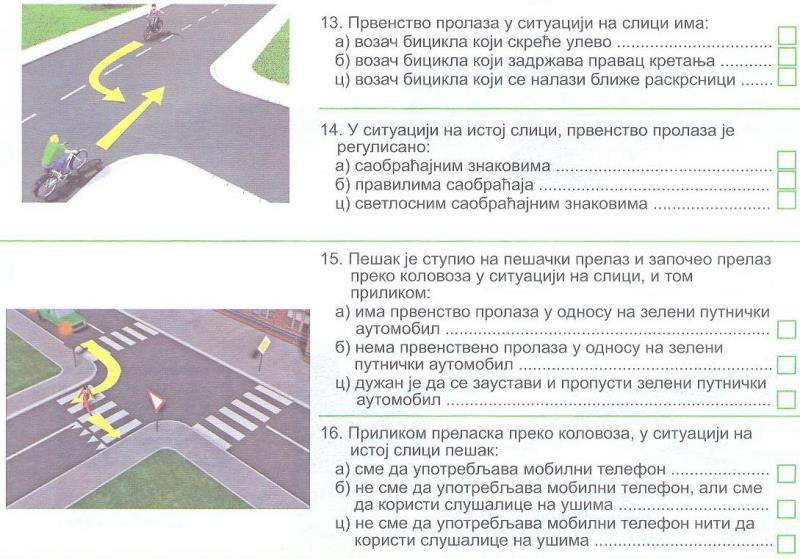 13. Првенство пролаза у ситуацији на слици има:
а) возач бицикла који скреће улево ..............................
б) возач бицикла који задржава правац кретања ............
ц) возач бицикла који се налази ближе раскрсници .......
14. У ситуацији на истој слици, првенство пролаза је
регулисано:
а) саобраћајним знаковима ..........................................
б) правилима саобраћаја ............................................
ц) светлосним саобраћајним знаковима ......................
15. Пешак је ступио на пешачки прелаз и започео прелаз
преко коловоза у ситуацији на слици, и том
приликом:
а) има првенство пролаза у односу на зелени путнички
аутомобил ......................................................
б) нема првенствено пролаза у односу на зелени
путнички аутомобил ..........................................
ц) дужан је да се заустави и пропусти зелени путнички
аутомобил ......................................................
16. Приликом преласка преко коловоза, у ситуацији на
истој слици пешак:
а) сме да употребљава мобилни телефон ...................
б) не сме да употребљава мобилни телефон, али сме
да користи слушалице на ушима ............................
ц) не сме да употребљава мобилни телефон нити да
користи слушалице на ушима ................................